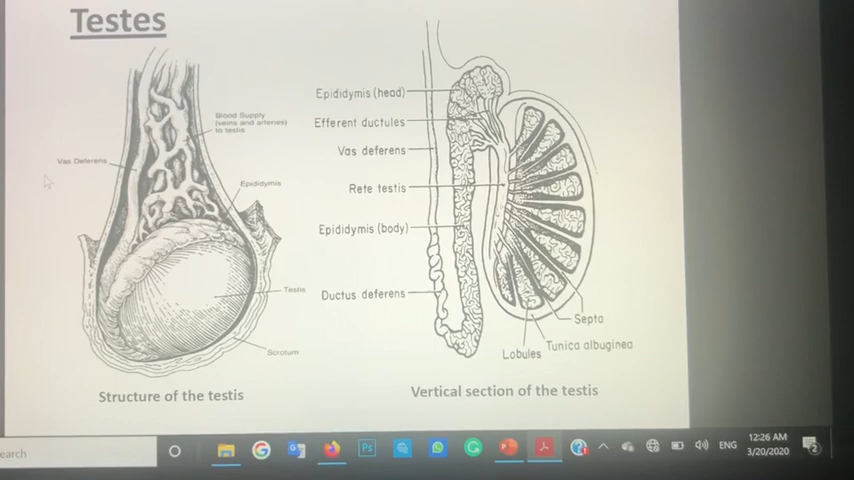 Testes
Blood Supply
(veins and arteries)
to testis
Vas Deferens
Epididymis
Testis
Scrotum
Structure of the testis
Epididymis (head)
Efferent ductules
Vas deferens
Rete testis
Epididymis (body)
Ductus deferens
Septa
Tunica albuginea
Lobules
Vertical section of the testis
earch
Ps
ENG
12:26 AM
3/20/2020
2